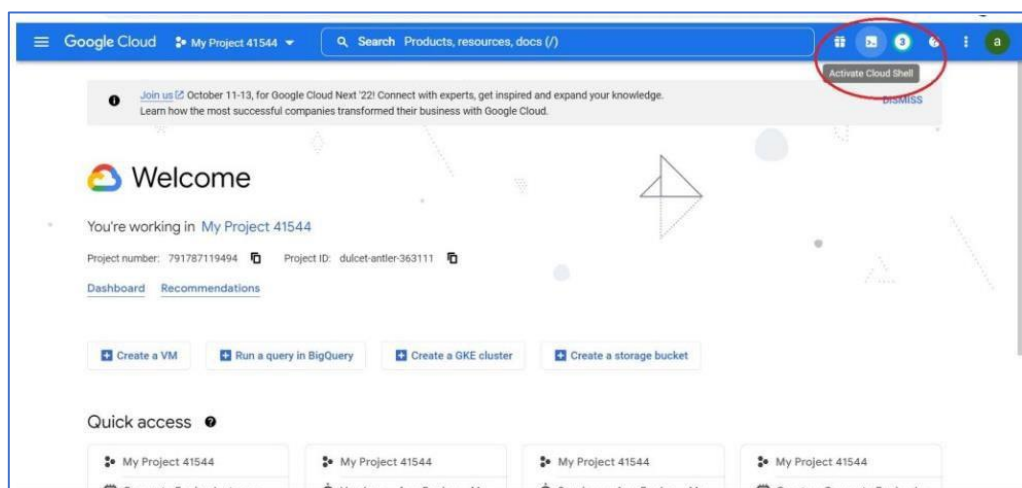 Google Cloud My Project 41544 Search Products, resources, docs (/) 3 a
Activate Cloud Shell
Join us October 11-13, for Google Cloud Next '22! Connect with experts, get inspired and expand your knowledge.
Learn how the most successful companies transformed their business with Google Cloud.
DISMISS
Welcome
You're working in My Project 41544
Project number: 791787119494 Project ID: dulcet-antler-363111
Dashboard Recommendations
Create a VM Run a query in BigQuery Create a GKE cluster Create a storage bucket
Quick access
My Project 41544 My Project 41544 My Project 41544 My Project 41544